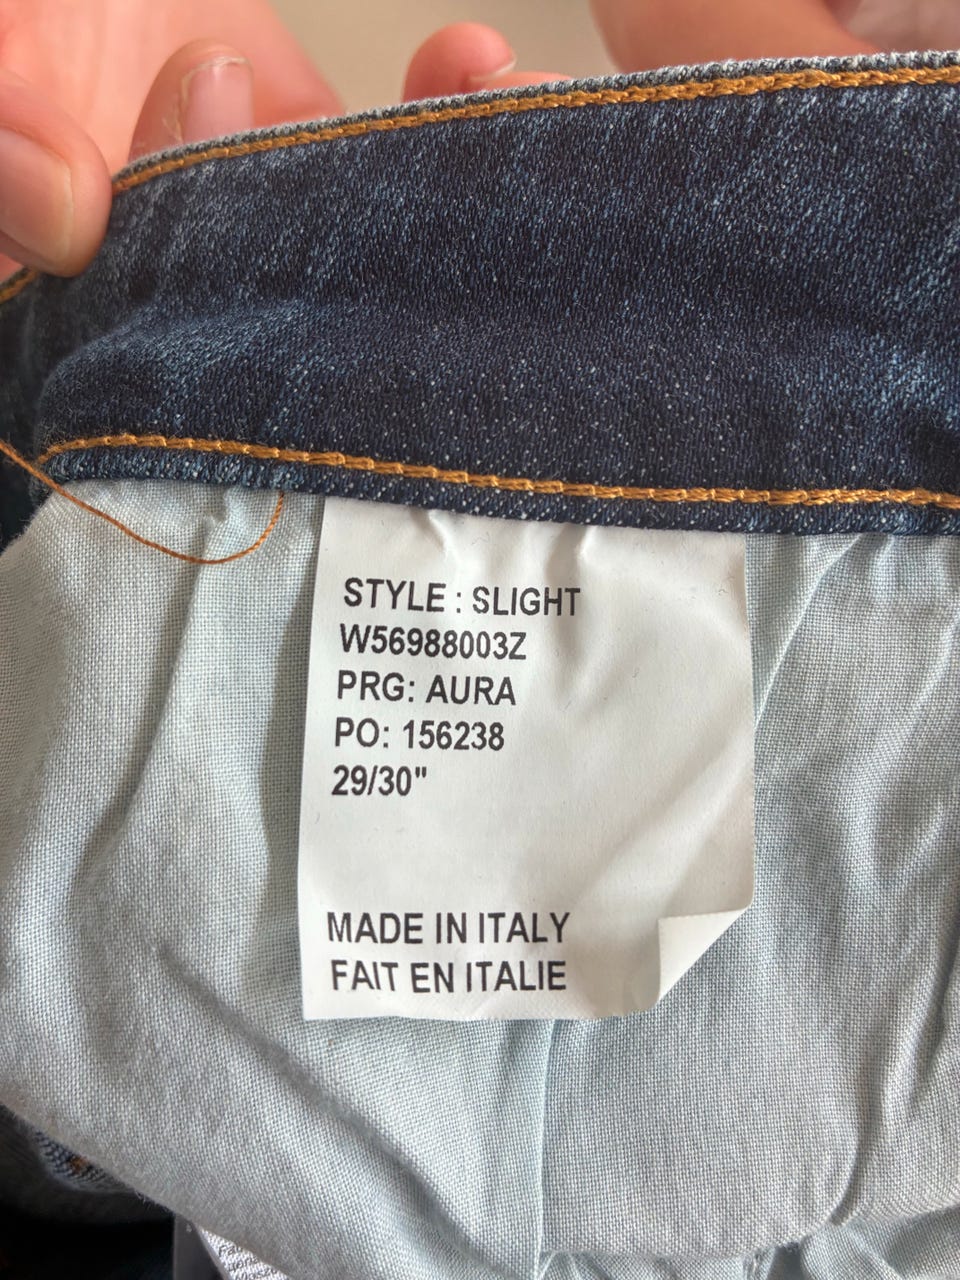 STYLE : SLIGHT
W56988003Z
PRG: AURA
PO: 156238
29/30"
MADE IN ITALY
FAIT EN ITALIE